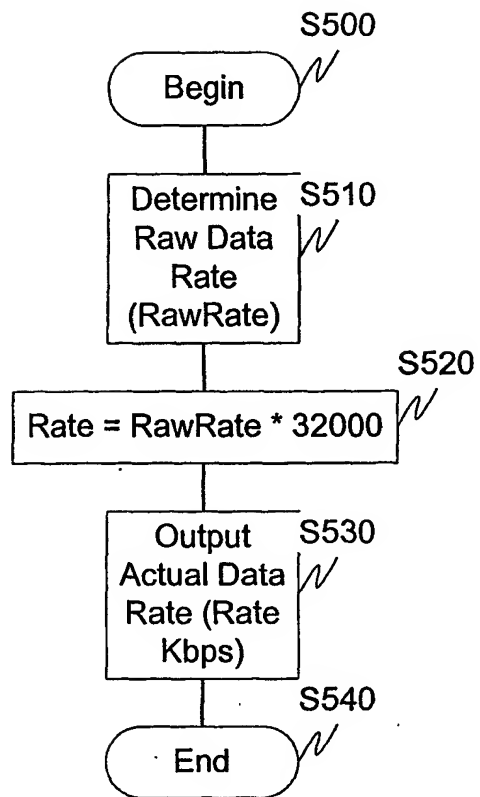 S500
Begin
S510
Determine
Raw Data
Rate
(RawRate)
S520
Rate = RawRate * 32000
S530
Output
Actual Data
Rate (Rate
Kbps)
S540
End